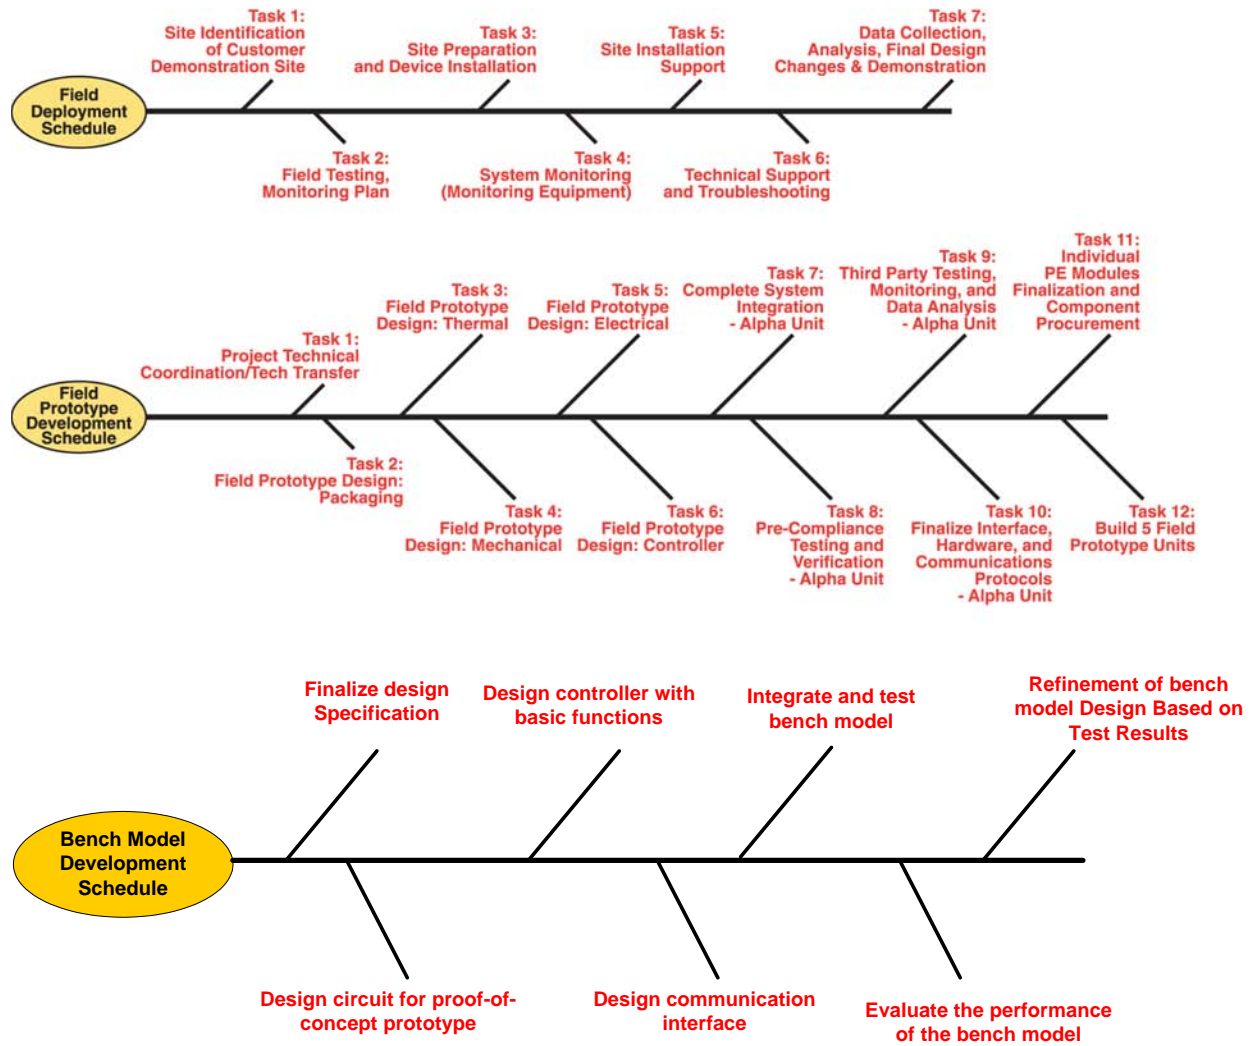 Field
Deployment
Schedule
Task 1:
Site Identification
of Customer
Demonstration Site
Task 2:
Field Testing,
Monitoring Plan
Task 3:
Site Preparation
and Device Installation
Task 4:
System Monitoring
(Monitoring Equipment)
Task 5:
Site Installation
Support
Task 6:
Technical Support
and Troubleshooting
Task 7:
Data Collection,
Analysis, Final Design
Changes & Demonstration
Field
Prototype
Development
Schedule
Task 1:
Project Technical
Coordination/Tech Transfer
Task 2:
Field Prototype Design:
Packaging
Task 3:
Field Prototype
Design: Thermal
Task 4:
Field Prototype
Design: Mechanical
Task 5:
Field Prototype
Design: Electrical
Task 6:
Field Prototype
Design: Controller
Task 7:
Complete System
Integration
- Alpha Unit
Task 8:
Pre-Compliance
Testing and
Verification
- Alpha Unit
Task 9:
Third Party Testing,
Monitoring, and
Data Analysis
- Alpha Unit
Task 10:
Finalize Interface,
Hardware, and
Communications
Protocols
- Alpha Unit
Task 11:
Individual
PE Modules
Finalization and
Component
Procurement
Task 12:
Build 5 Field
Prototype Units
Bench Model
Development
Schedule
Finalize design
Specification
Design circuit for proof-of-
concept prototype
Design controller with
basic functions
Design communication
interface
Integrate and test
bench model
Evaluate the performance
of the bench model
Refinement of bench
model Design Based on
Test Results